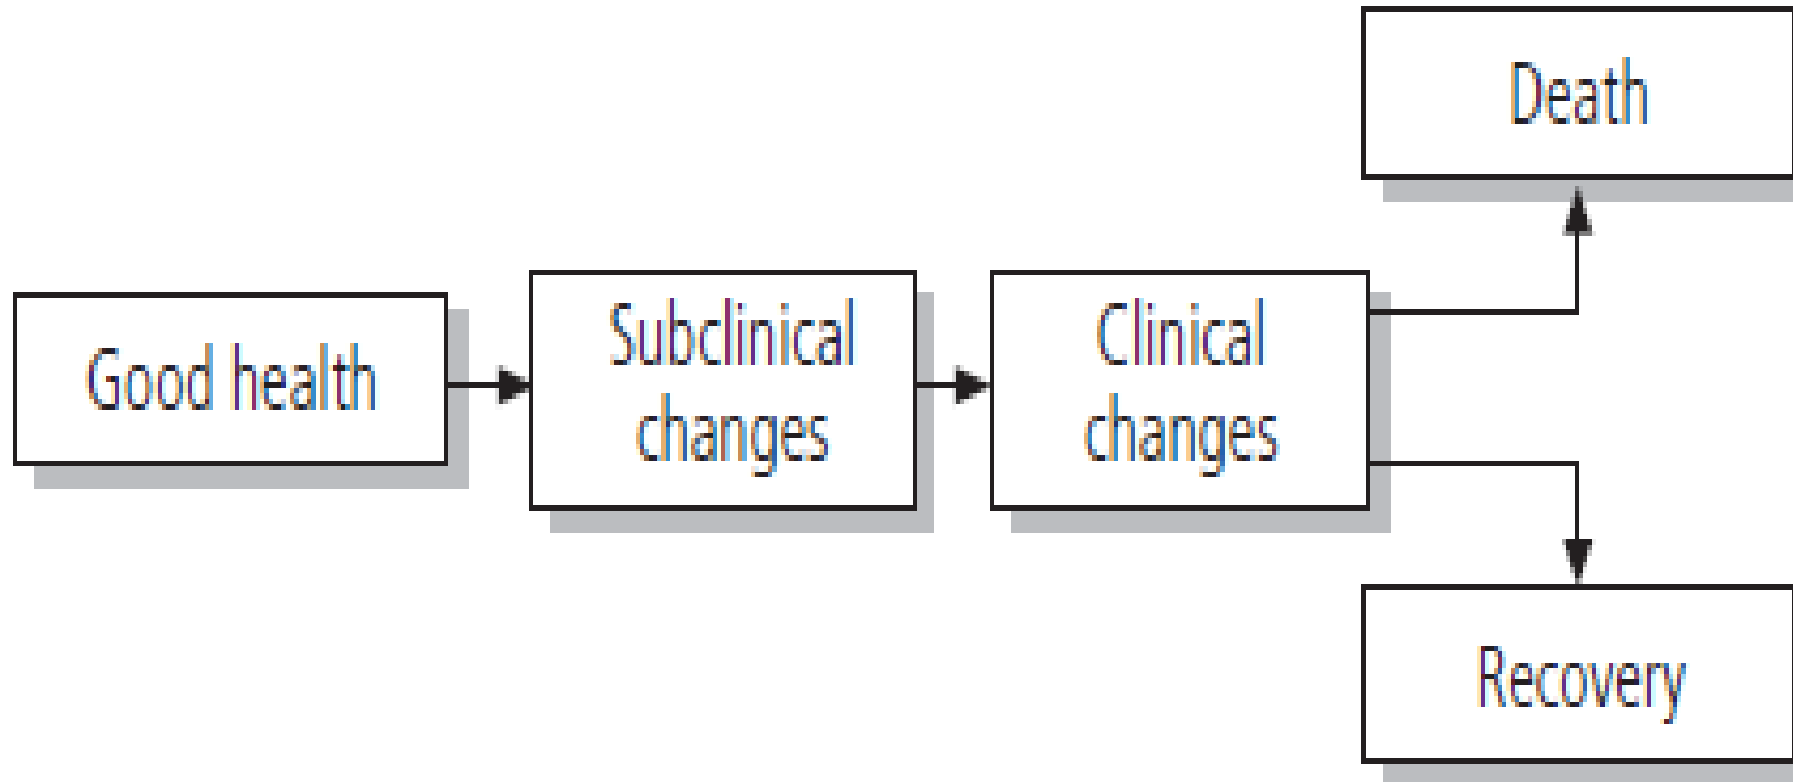 Death
Good health
Subclinical
changes
Clinical
changes
Recovery